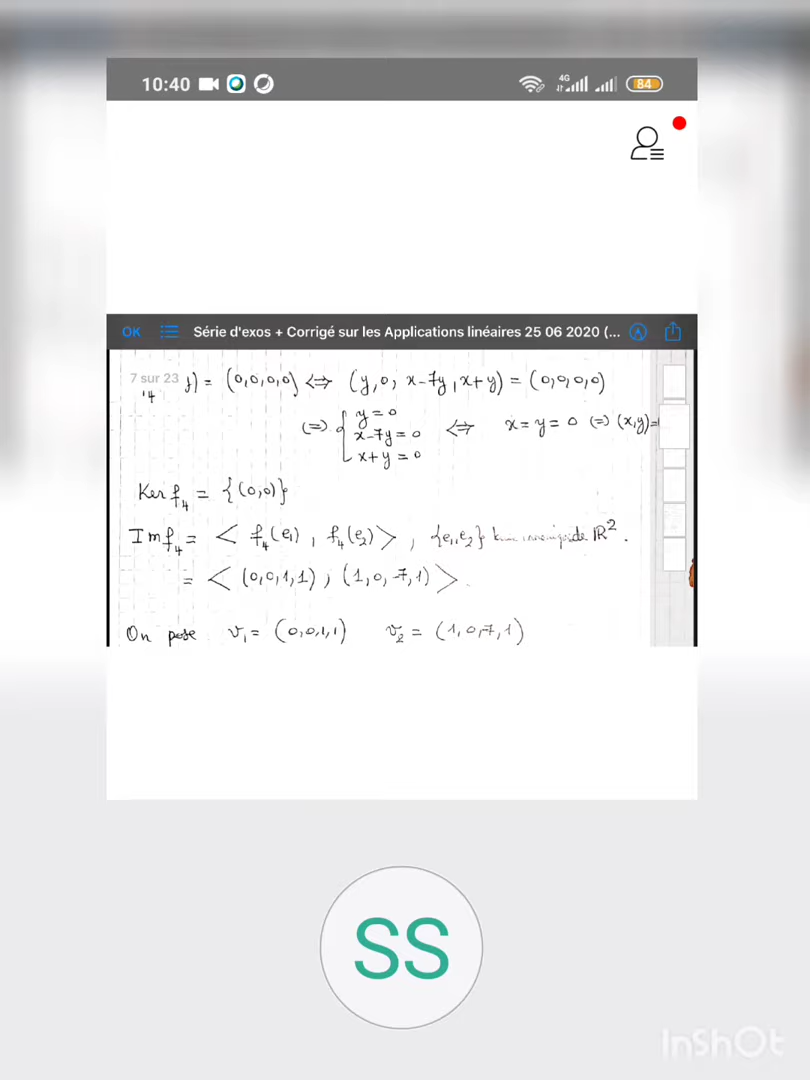 10:40 4G 84
OK Série d'exos + Corrigé sur les Applications linéaires 25 06 2020 (...
7 sur 23
y) = (0,0,0,0) ⟺ (y, 0, x-7y, x+y) = (0,0,0,0)
(=>) { y = 0
x-7y = 0 ⟺ x = y = 0 (=>) (x,y)=
x+y = 0
Ker f₄ = {(0,0)}
Im f₄ = < f₄(e₁), f₄(e₂) >, {e₁,e₂} de ℝ².
= < (0,0,1,1), (1,0,-7,1) >.
On pose v₁ = (0,0,1,1) v₂ = (1,0,-7,1)
SS
InShOt